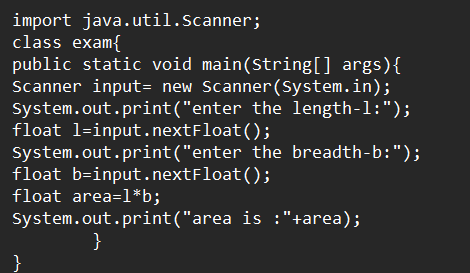 import java.util.Scanner;
class exam{
public static void main(String[] args){
Scanner input= new Scanner(System.in);
System.out.print("enter the length-l:");
float l=input.nextFloat();
System.out.print("enter the breadth-b:");
float b=input.nextFloat();
float area=l*b;
System.out.print("area is :"+area);
        }
}